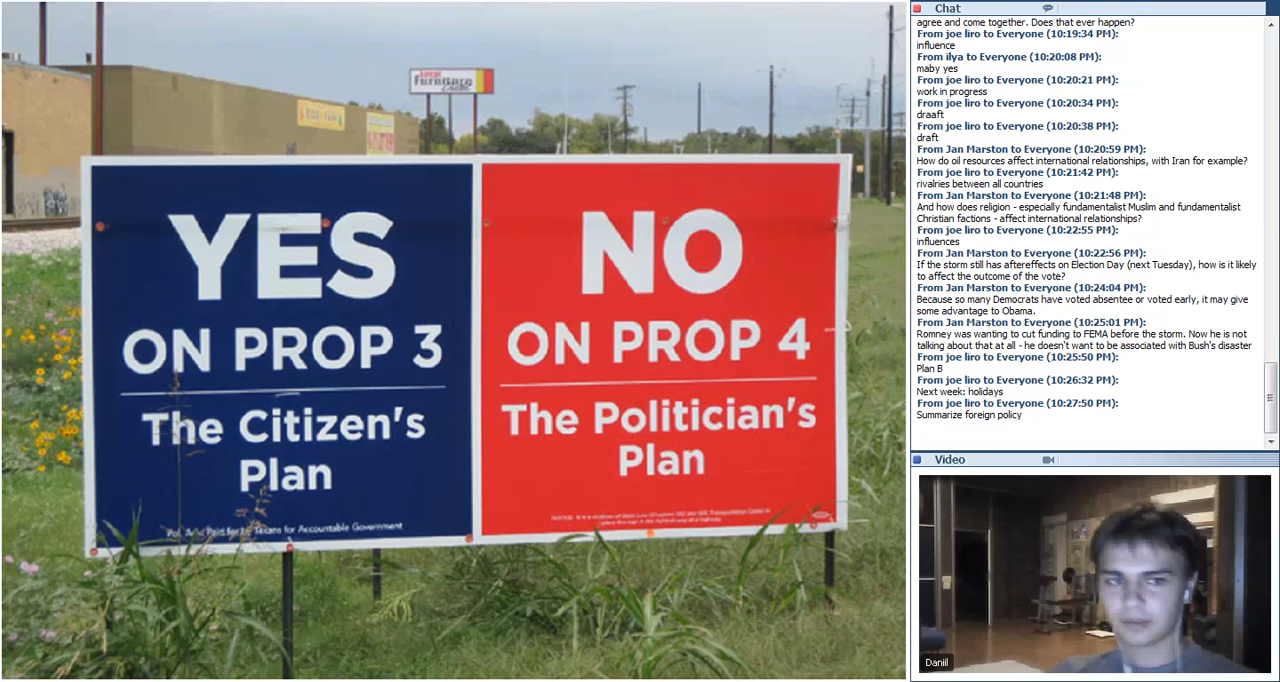 Local
Furniture
Outlet
YES
ON PROP 3
The Citizen's
Plan
Texans for Accountable Government
NO
ON PROP 4
The Politician's
Plan
Chat
agree and come together. Does that ever happen?
From joe liro to Everyone (10:19:34 PM):
influence
From ilya to Everyone (10:20:08 PM):
maby yes
From joe liro to Everyone (10:20:21 PM):
work in progress
From joe liro to Everyone (10:20:34 PM):
draaft
From joe liro to Everyone (10:20:38 PM):
draft
From Jan Marston to Everyone (10:20:59 PM):
How do oil resources affect international relationships, with Iran for example?
From joe liro to Everyone (10:21:42 PM):
rivalries between all countries
From Jan Marston to Everyone (10:21:48 PM):
And how does religion - especially fundamentalist Muslim and fundamentalist
Christian factions - affect international relationships?
From joe liro to Everyone (10:22:55 PM):
influences
From Jan Marston to Everyone (10:22:56 PM):
If the storm still has aftereffects on Election Day (next Tuesday), how is it likely
to affect the outcome of the vote?
From Jan Marston to Everyone (10:24:04 PM):
Because so many Democrats have voted absentee or voted early, it may give
some advantage to Obama.
From Jan Marston to Everyone (10:25:01 PM):
Romney was wanting to cut funding to FEMA before the storm. Now he is not
talking about that at all - he doesn't want to be associated with Bush's disaster
From joe liro to Everyone (10:25:50 PM):
Plan B
From joe liro to Everyone (10:26:32 PM):
Next week: holidays
From joe liro to Everyone (10:27:50 PM):
Summarize foreign policy
Video
Daniil